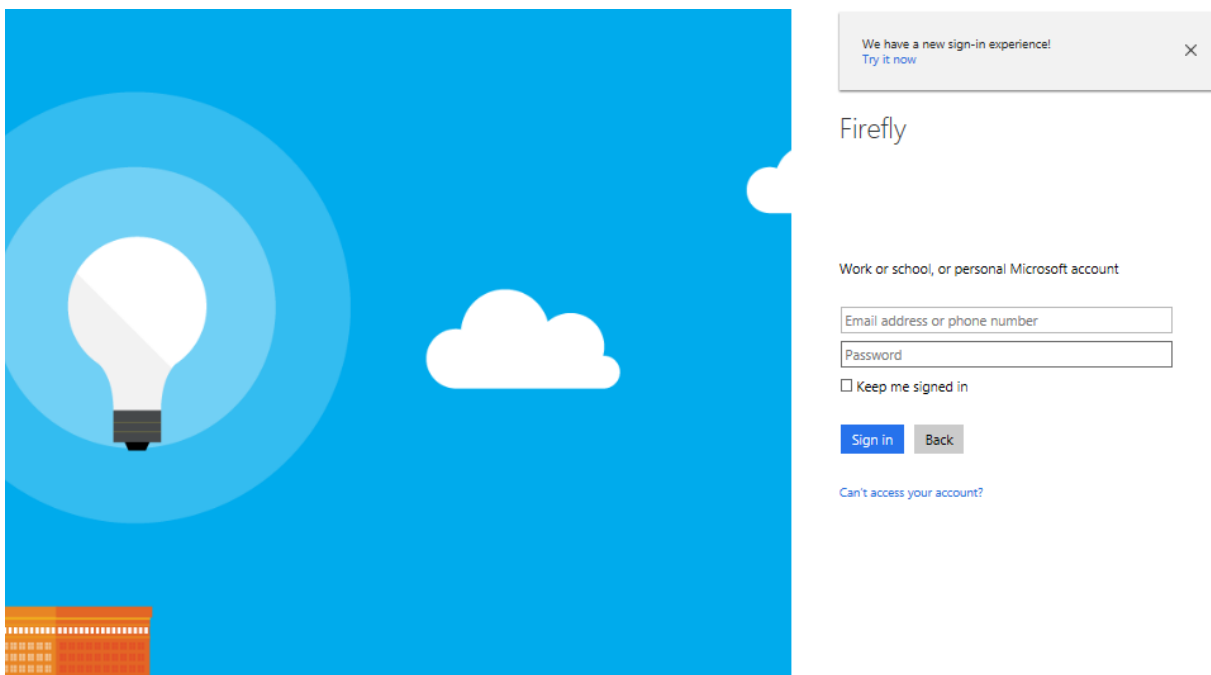 We have a new sign-in experience!
Try it now
Firefly
Work or school, or personal Microsoft account
Email address or phone number
Password
Keep me signed in
Sign in Back
Can't access your account?